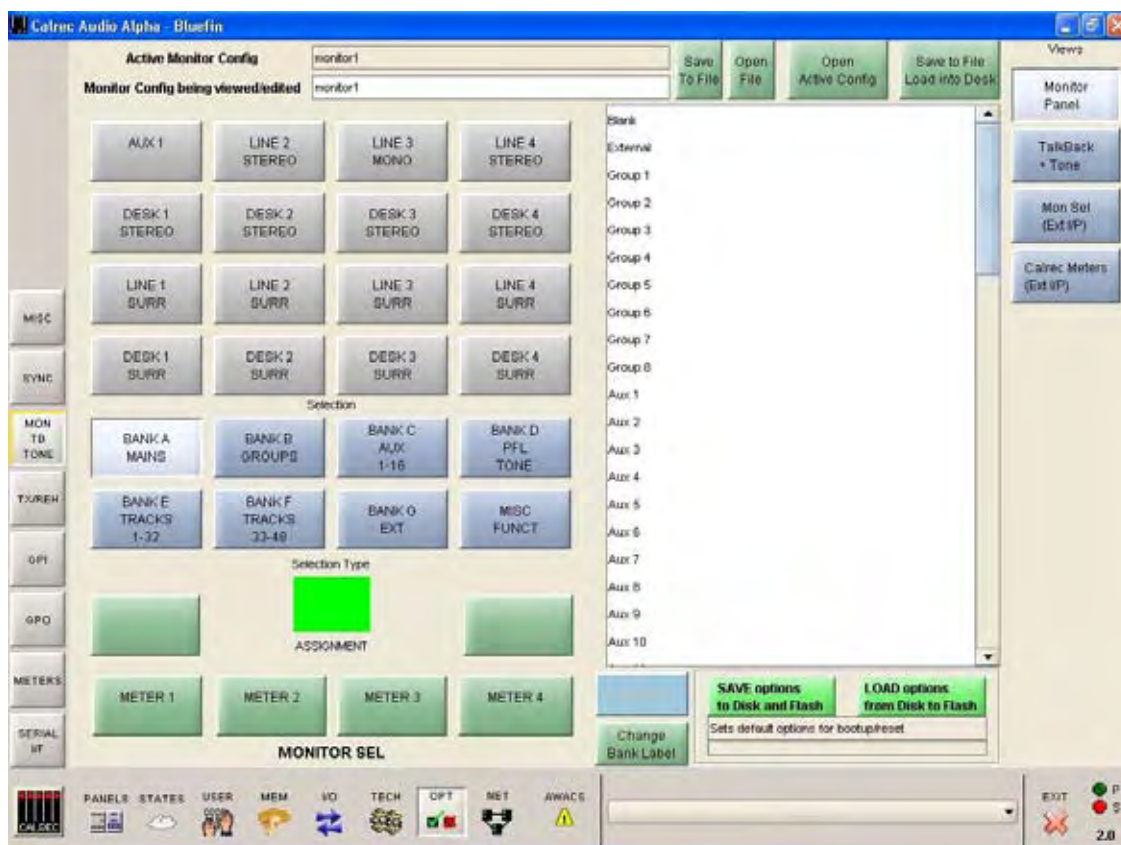 Calrec Audio Alpha - Bluefin
Active Monitor Config
monitor1
Monitor Config being viewed/edited
monitor1
Save
To File
Open
File
Open
Active Config
Save to File
Load into Desk
Views
Monitor
Panel
TalkBack
+ Tone
Mon Sel
(Ext I/P)
Calrec Meters
(Ext I/P)
AUX 1
LINE 2
STEREO
LINE 3
MONO
LINE 4
STEREO
DESK 1
STEREO
DESK 2
STEREO
DESK 3
STEREO
DESK 4
STEREO
LINE 1
SURR
LINE 2
SURR
LINE 3
SURR
LINE 4
SURR
DESK 1
SURR
DESK 2
SURR
DESK 3
SURR
DESK 4
SURR
Selection
BANK A
MAINS
BANK B
GROUPS
BANK C
AUX
1-16
BANK D
PFL
TONE
BANK E
TRACKS
1-32
BANK F
TRACKS
33-48
BANK G
EXT
MISC
FUNCT
Selection Type
ASSIGNMENT
METER 1
METER 2
METER 3
METER 4
MONITOR SEL
Blank
External
Group 1
Group 2
Group 3
Group 4
Group 5
Group 6
Group 7
Group 8
Aux 1
Aux 2
Aux 3
Aux 4
Aux 5
Aux 6
Aux 7
Aux 8
Aux 9
Aux 10
Change
Bank Label
SAVE options
to Disk and Flash
LOAD options
from Disk to Flash
Sets default options for bootup/reset
MISC
SYNC
MON
TB
TONE
TX/REH
GPI
GPO
METERS
SERIAL
I/F
CALREC
PANELS
STATES
USER
MEM
I/O
TECH
OPT
NET
AWACS
EXIT
P
S
2.0